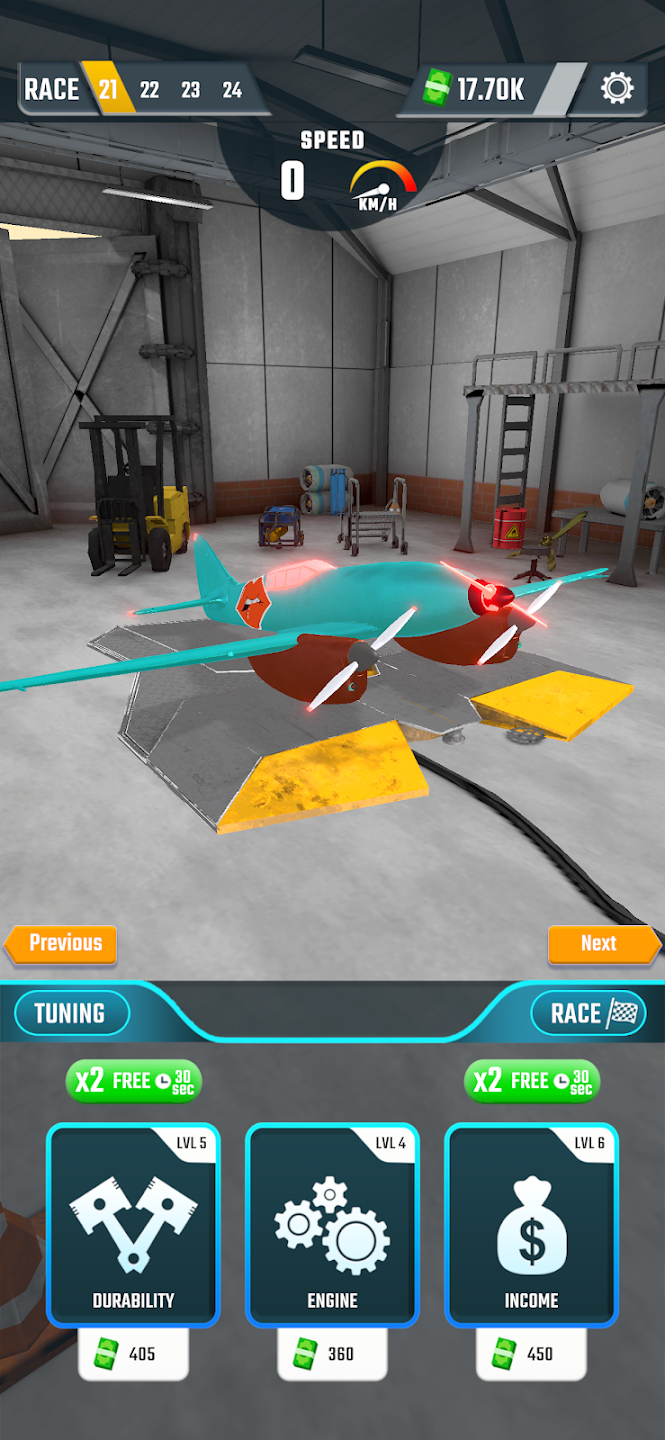 RACE 21 22 23 24
17.70K
SPEED
0
KM/H
Previous
Next
TUNING
RACE
x2 FREE 30 sec
x2 FREE 30 sec
LVL 5
LVL 4
LVL 6
DURABILITY
ENGINE
INCOME
405
360
450